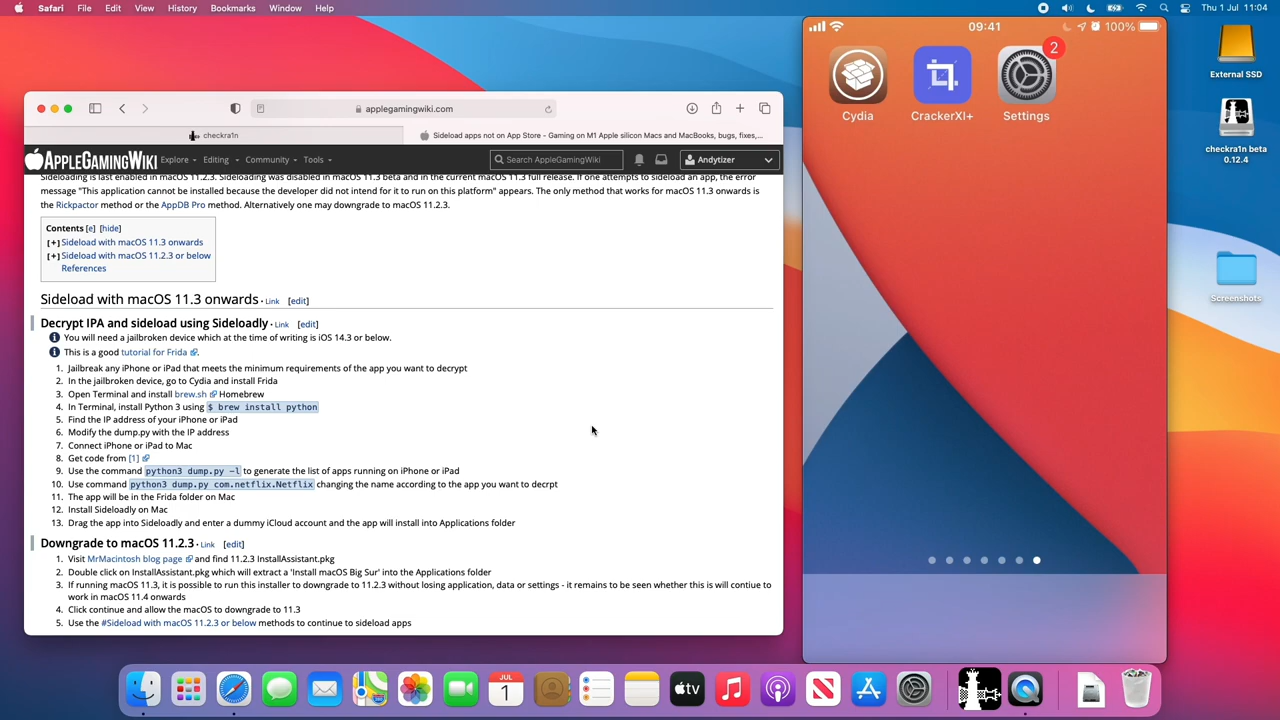 Safari File Edit View History Bookmarks Window Help
Thu 1 Jul 11:04
applegamingwiki.com
checkra1n
Sideload apps not on App Store - Gaming on M1 Apple silicon Macs and MacBooks, bugs, fixes,...
APPLEGAMINGWIKI Explore Editing Community Tools Search AppleGamingWiki Andytizer
Sideloading is last enabled in macOS 11.2.3. Sideloading was disabled in macOS 11.3 beta and in the current macOS 11.3 full release. If one attempts to sideload an app, the error
message "This application cannot be installed because the developer did not intend for it to run on this platform" appears. The only method that works for macOS 11.3 onwards is
the Rickpactor method or the AppDB Pro method. Alternatively one may downgrade to macOS 11.2.3.
Contents [e] [hide]
[+] Sideload with macOS 11.3 onwards
[+] Sideload with macOS 11.2.3 or below
References
Sideload with macOS 11.3 onwards · Link [edit]
Decrypt IPA and sideload using Sideloadly · Link [edit]
You will need a jailbroken device which at the time of writing is iOS 14.3 or below.
This is a good tutorial for Frida.
1. Jailbreak any iPhone or iPad that meets the minimum requirements of the app you want to decrypt
2. In the jailbroken device, go to Cydia and install Frida
3. Open Terminal and install brew.sh Homebrew
4. In Terminal, install Python 3 using $ brew install python
5. Find the IP address of your iPhone or iPad
6. Modify the dump.py with the IP address
7. Connect iPhone or iPad to Mac
8. Get code from [1]
9. Use the command python3 dump.py -l to generate the list of apps running on iPhone or iPad
10. Use command python3 dump.py com.netflix.Netflix changing the name according to the app you want to decrpt
11. The app will be in the Frida folder on Mac
12. Install Sideloadly on Mac
13. Drag the app into Sideloadly and enter a dummy iCloud account and the app will install into Applications folder
Downgrade to macOS 11.2.3 · Link [edit]
1. Visit MrMacintosh blog page and find 11.2.3 InstallAssistant.pkg
2. Double click on InstallAssistant.pkg which will extract a 'Install macOS Big Sur' into the Applications folder
3. If running macOS 11.3, it is possible to run this installer to downgrade to 11.2.3 without losing application, data or settings - it remains to be seen whether this is will contiue to
work in macOS 11.4 onwards
4. Click continue and allow the macOS to downgrade to 11.3
5. Use the #Sideload with macOS 11.2.3 or below methods to continue to sideload apps
09:41
100%
2
Cydia
CrackerXI+
Settings
External SSD
checkra1n beta
0.12.4
Screenshots
JUL
1
tv